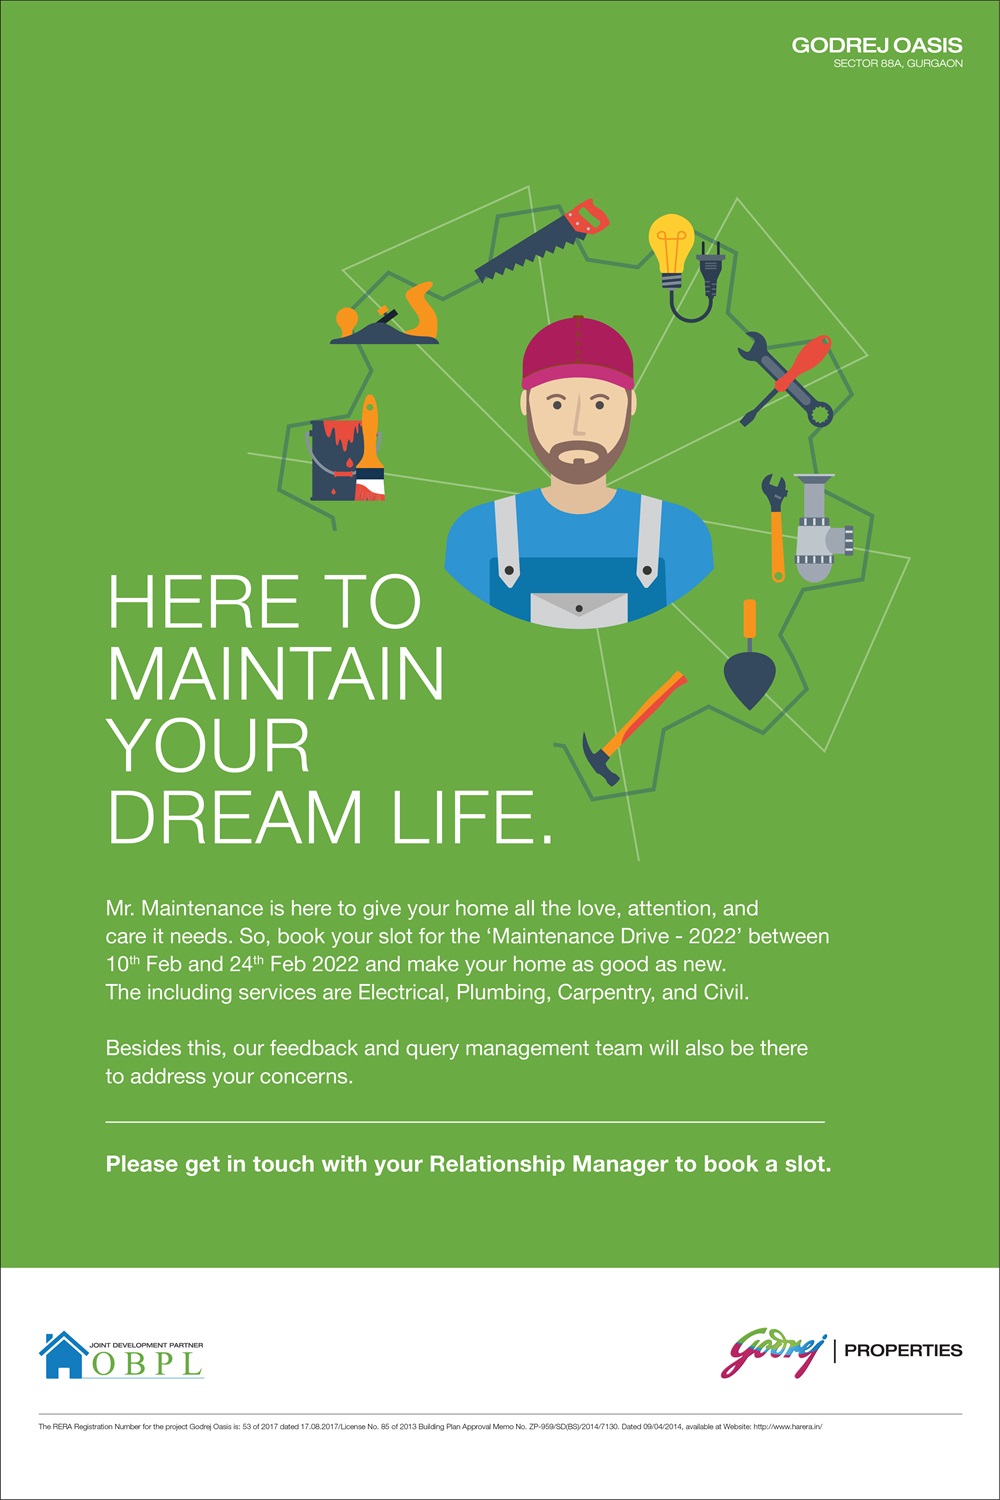 GODREJ OASIS
SECTOR 88A, GURGAON
HERE TO
MAINTAIN
YOUR
DREAM LIFE.
Mr. Maintenance is here to give your home all the love, attention, and
care it needs. So, book your slot for the ‘Maintenance Drive - 2022’ between
10th Feb and 24th Feb 2022 and make your home as good as new.
The including services are Electrical, Plumbing, Carpentry, and Civil.
Besides this, our feedback and query management team will also be there
to address your concerns.
Please get in touch with your Relationship Manager to book a slot.
JOINT DEVELOPMENT PARTNER
OBPL
Godrej | PROPERTIES
The RERA Registration Number for the project Godrej Oasis is: 53 of 2017 dated 17.08.2017/License No. 85 of 2013 Building Plan Approval Memo No. ZP-959/SD(BS)/2014/7130. Dated 09/04/2014, available at Website: http://www.harera.in/